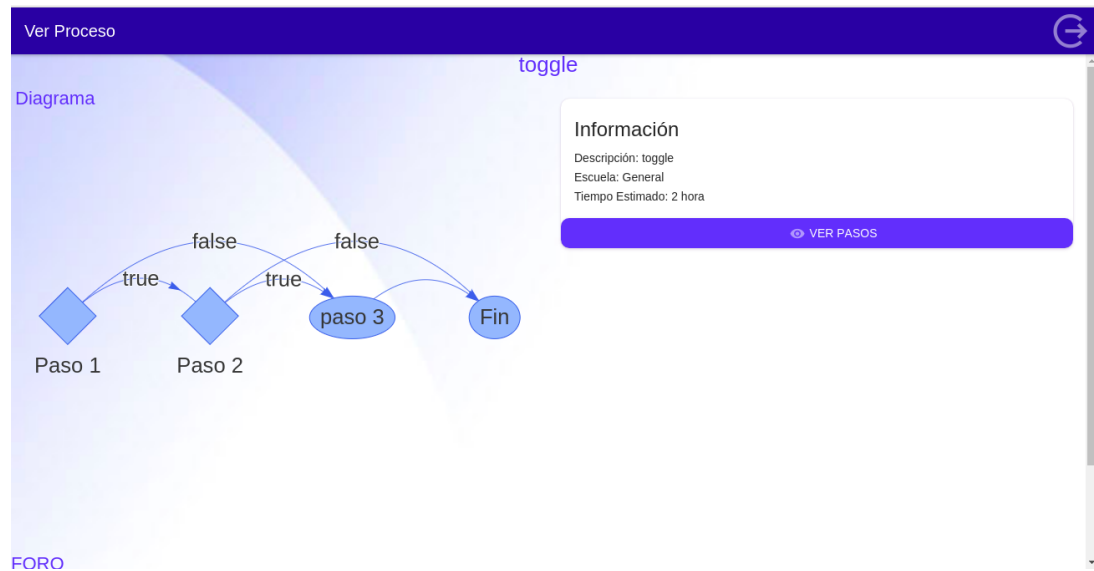 Ver Proceso
toggle
Diagrama
Información
Descripción: toggle
Escuela: General
Tiempo Estimado: 2 hora
VER PASOS
false
false
true
true
paso 3
Fin
Paso 1
Paso 2
FORO